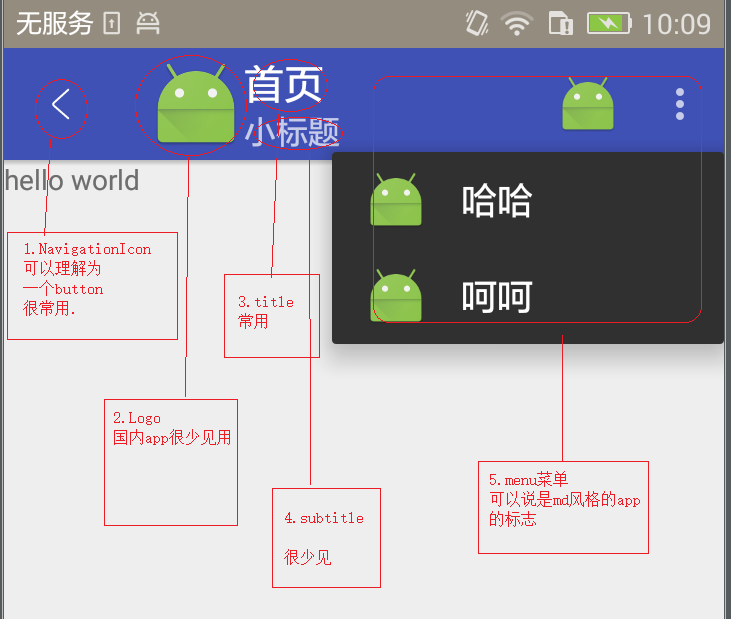 无服务
10:09
首页
小标题
hello world
哈哈
呵呵
1.NavigationIcon
可以理解为
一个button
很常用.
3.title
常用
2.Logo
国内app很少见用
4.subtitle
很少见
5.menu菜单
可以说是md风格的app
的标志